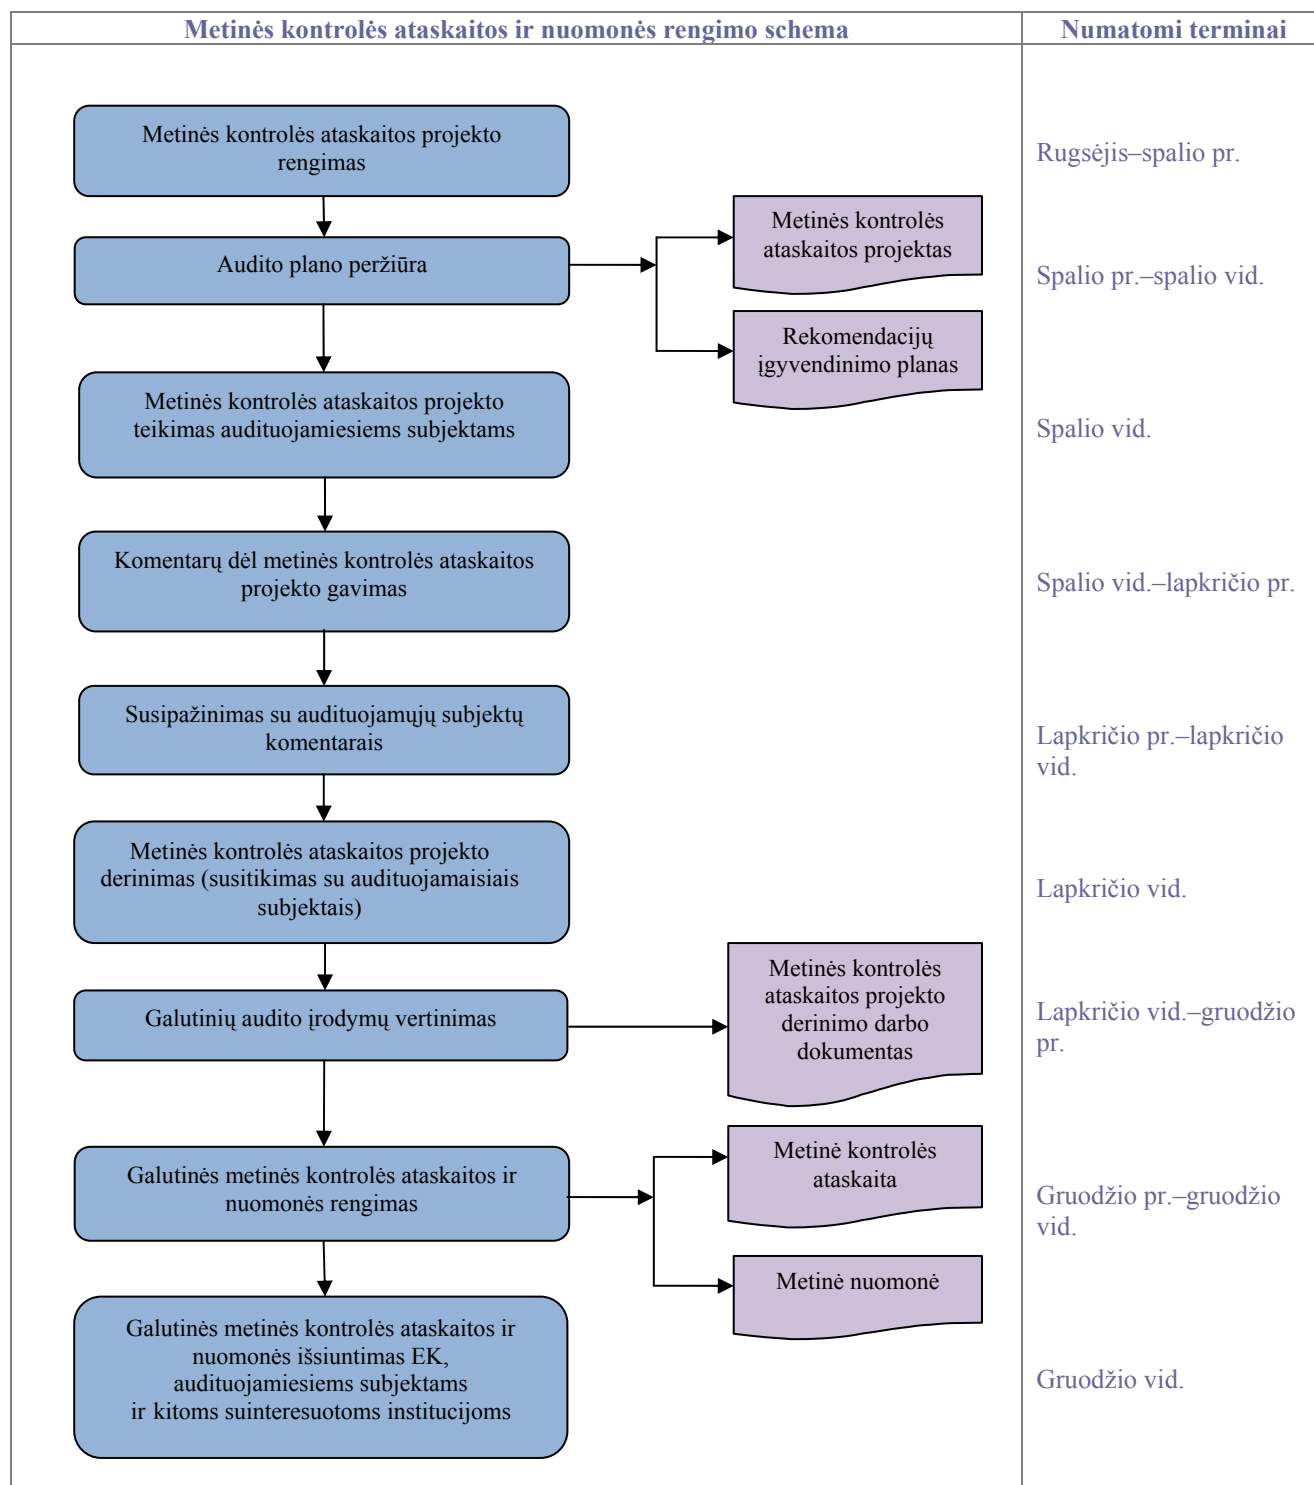 Metinės kontrolės ataskaitos ir nuomonės rengimo schema
Numatomi terminai
Metinės kontrolės ataskaitos projekto
rengimas
Rugsėjis–spalio pr.
Audito plano peržiūra
Metinės kontrolės
ataskaitos projektas
Spalio pr.–spalio vid.
Rekomendacijų
įgyvendinimo planas
Metinės kontrolės ataskaitos projekto
teikimas audituojamiesiems subjektams
Spalio vid.
Komentarų dėl metinės kontrolės ataskaitos
projekto gavimas
Spalio vid.–lapkričio pr.
Susipažinimas su audituojamųjų subjektų
komentarais
Lapkričio pr.–lapkričio
vid.
Metinės kontrolės ataskaitos projekto
derinimas (susitikimas su audituojamaisiais
subjektais)
Lapkričio vid.
Galutinių audito įrodymų vertinimas
Metinės kontrolės
ataskaitos projekto
derinimo darbo
dokumentas
Lapkričio vid.–gruodžio
pr.
Galutinės metinės kontrolės ataskaitos ir
nuomonės rengimas
Metinė kontrolės
ataskaita
Metinė nuomonė
Gruodžio pr.–gruodžio
vid.
Galutinės metinės kontrolės ataskaitos ir
nuomonės išsiuntimas EK,
audituojamiesiems subjektams
ir kitoms suinteresuotoms institucijoms
Gruodžio vid.